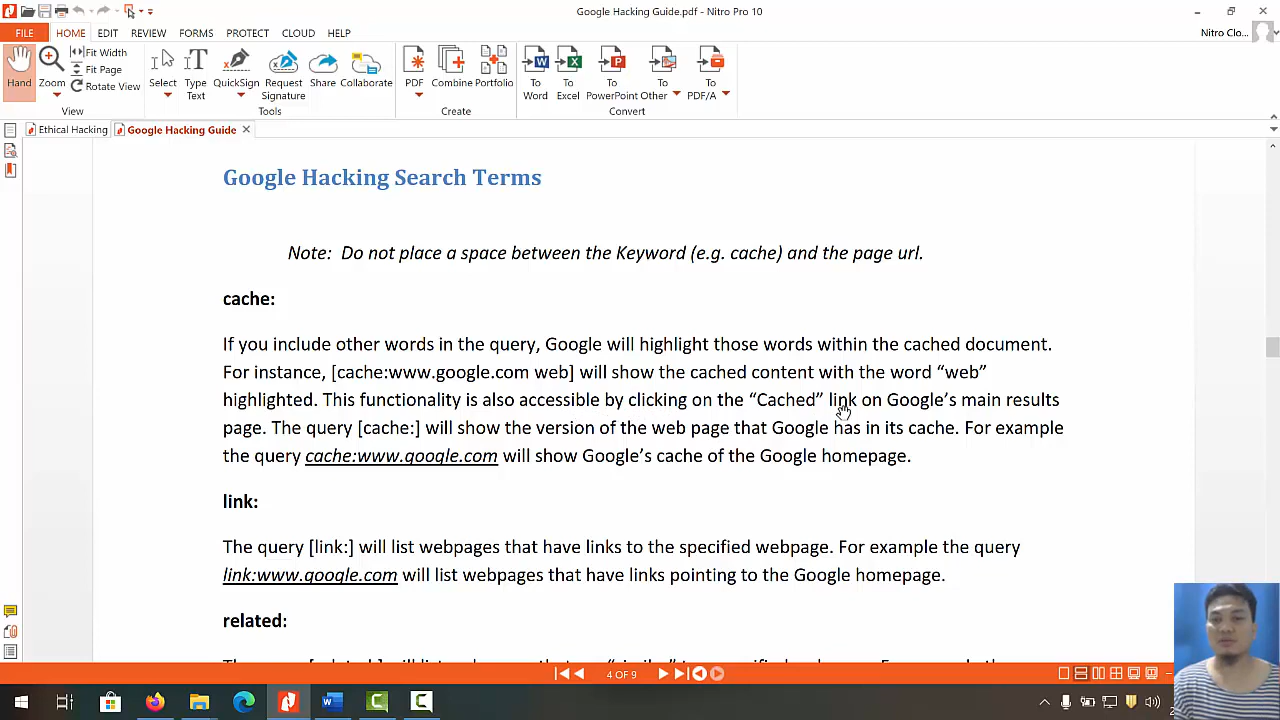 Google Hacking Guide.pdf - Nitro Pro 10
FILE HOME EDIT REVIEW FORMS PROTECT CLOUD HELP
Nitro Clo...
Hand
Zoom
Fit Width
Fit Page
Rotate View
View
Select
Type Text
QuickSign
Request Signature
Share
Collaborate
Tools
PDF
Combine
Portfolio
Create
To Word
To Excel
To PowerPoint
To Other
To PDF/A
Convert
Ethical Hacking
Google Hacking Guide
Google Hacking Search Terms
Note: Do not place a space between the Keyword (e.g. cache) and the page url.
cache:
If you include other words in the query, Google will highlight those words within the cached document.
For instance, [cache:www.google.com web] will show the cached content with the word “web”
highlighted. This functionality is also accessible by clicking on the “Cached” link on Google’s main results
page. The query [cache:] will show the version of the web page that Google has in its cache. For example
the query cache:www.google.com will show Google’s cache of the Google homepage.
link:
The query [link:] will list webpages that have links to the specified webpage. For example the query
link:www.google.com will list webpages that have links pointing to the Google homepage.
related:
4 OF 9